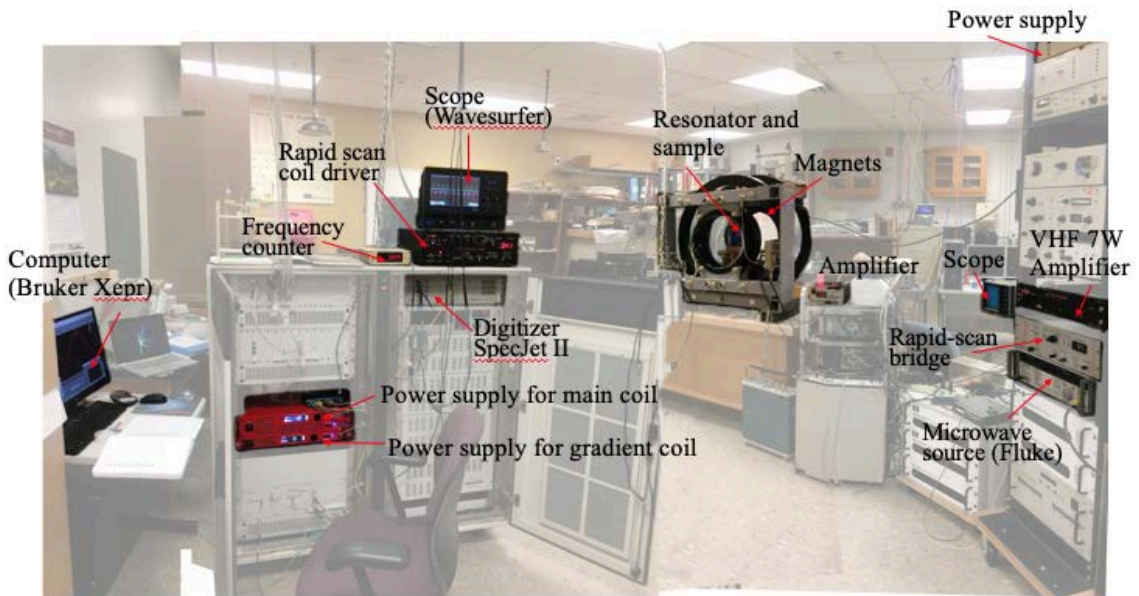 Power supply
Scope
(Wavesurfer)
Resonator and
sample
Rapid scan
coil driver
Magnets
Frequency
counter
VHF 7W
Amplifier
Computer
(Bruker Xepr)
Amplifier
Scope
Digitizer
SpecJet II
Rapid-scan
bridge
Power supply for main coil
Microwave
source (Fluke)
Power supply for gradient coil